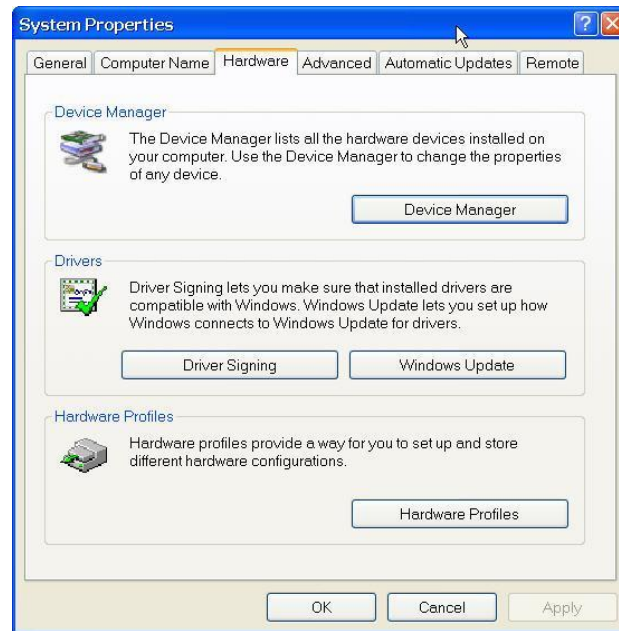 System Properties
?
General Computer Name Hardware Advanced Automatic Updates Remote
Device Manager
The Device Manager lists all the hardware devices installed on
your computer. Use the Device Manager to change the properties
of any device.
Device Manager
Drivers
Driver Signing lets you make sure that installed drivers are
compatible with Windows. Windows Update lets you set up how
Windows connects to Windows Update for drivers.
Driver Signing Windows Update
Hardware Profiles
Hardware profiles provide a way for you to set up and store
different hardware configurations.
Hardware Profiles
OK Cancel Apply